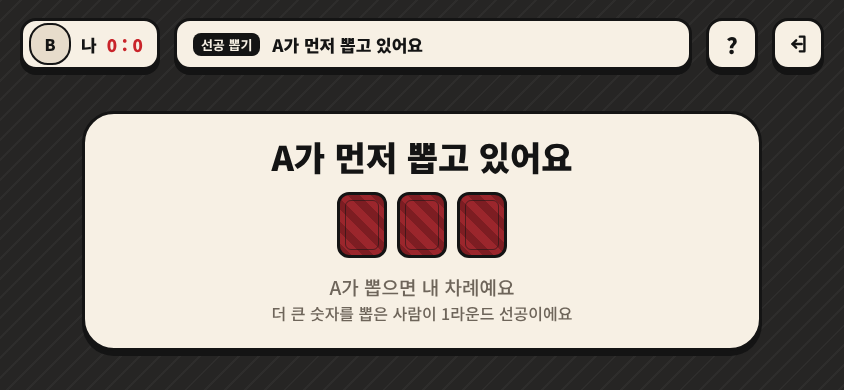 B 나 0 : 0
선공 뽑기 A가 먼저 뽑고 있어요
?
A가 먼저 뽑고 있어요
A가 뽑으면 내 차례예요
더 큰 숫자를 뽑은 사람이 1라운드 선공이에요